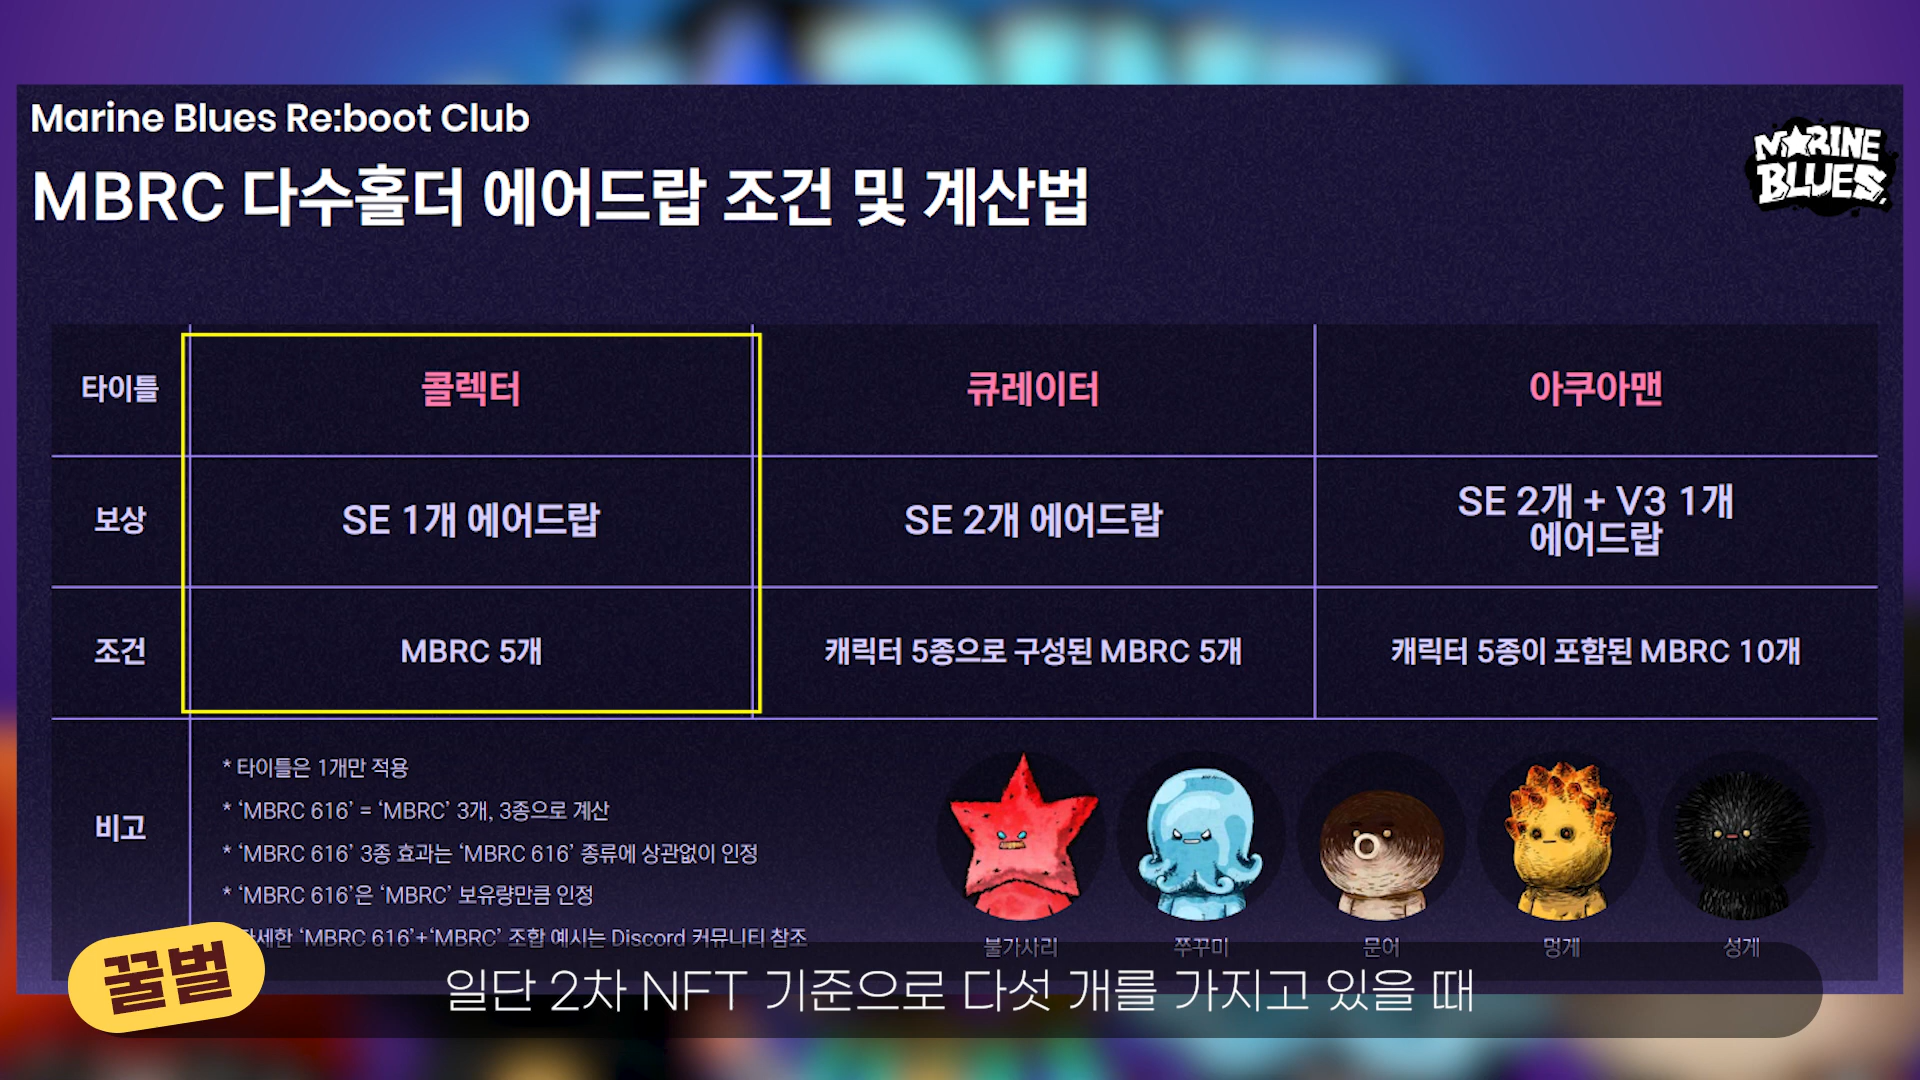 Marine Blues Re:boot Club
MBRC 다수홀더 에어드랍 조건 및 계산법
MARINE
BLUES.
타이틀
콜렉터
큐레이터
아쿠아맨
보상
SE 1개 에어드랍
SE 2개 에어드랍
SE 2개 + V3 1개
에어드랍
조건
MBRC 5개
캐릭터 5종으로 구성된 MBRC 5개
캐릭터 5종이 포함된 MBRC 10개
비고
* 타이틀은 1개만 적용
* ‘MBRC 616’ = ‘MBRC’ 3개, 3종으로 계산
* ‘MBRC 616’ 3종 효과는 ‘MBRC 616’ 종류에 상관없이 인정
* ‘MBRC 616’은 ‘MBRC’ 보유량만큼 인정
자세한 ‘MBRC 616’+‘MBRC’ 조합 예시는 Discord 커뮤니티 참조
불가사리
쭈꾸미
문어
멍게
성게
꿀벌
일단 2차 NFT 기준으로 다섯 개를 가지고 있을 때